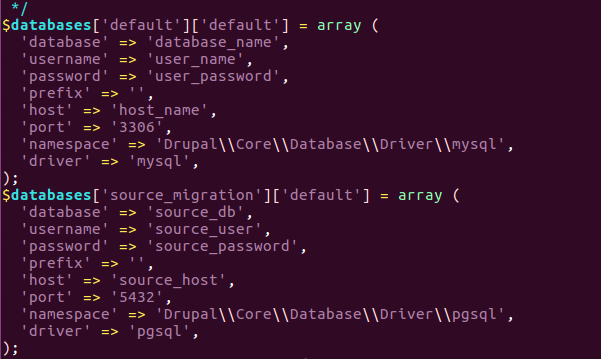 */
$databases['default']['default'] = array (
'database' => 'database_name',
'username' => 'user_name',
'password' => 'user_password',
'prefix' => '',
'host' => 'host_name',
'port' => '3306',
'namespace' => 'Drupal\\Core\\Database\\Driver\\mysql',
'driver' => 'mysql',
);
$databases['source_migration']['default'] = array (
'database' => 'source_db',
'username' => 'source_user',
'password' => 'source_password',
'prefix' => '',
'host' => 'source_host',
'port' => '5432',
'namespace' => 'Drupal\\Core\\Database\\Driver\\pgsql',
'driver' => 'pgsql',
);